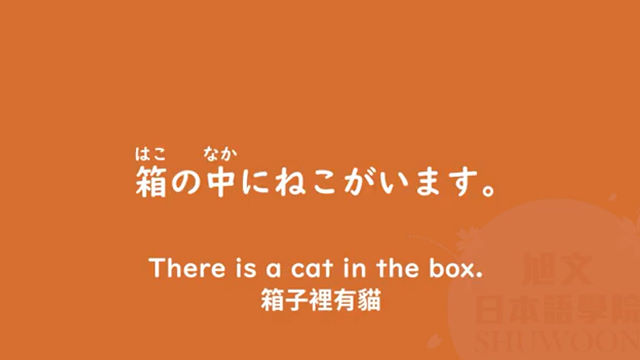 はこ なか
箱の中にねこがいます。
There is a cat in the box.
箱子裡有貓
旭文
日本語學院
SHUWOON